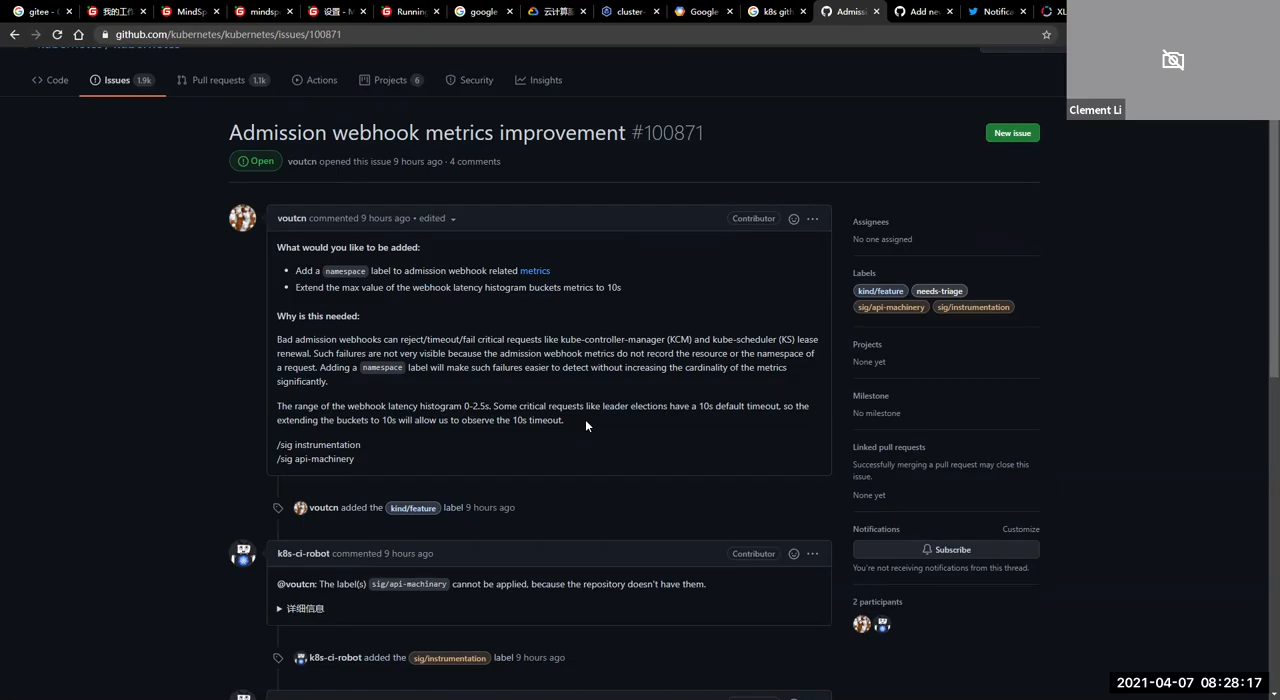 gitee - G
我的工作
MindSp
mindsp
设置 - M
Running
google
云计算基
cluster-
Google
k8s gith
Admiss
Add ne
Notifica
XL
github.com/kubernetes/kubernetes/issues/100871
Clement Li
Code
Issues 1.9k
Pull requests 1.1k
Actions
Projects 6
Security
Insights
Admission webhook metrics improvement #100871
New issue
Open voutcn opened this issue 9 hours ago · 4 comments
voutcn commented 9 hours ago • edited
Contributor
What would you like to be added:
• Add a namespace label to admission webhook related metrics
• Extend the max value of the webhook latency histogram buckets metrics to 10s
Why is this needed:
Bad admission webhooks can reject/timeout/fail critical requests like kube-controller-manager (KCM) and kube-scheduler (KS) lease
renewal. Such failures are not very visible because the admission webhook metrics do not record the resource or the namespace of
a request. Adding a namespace label will make such failures easier to detect without increasing the cardinality of the metrics
significantly.
The range of the webhook latency histogram 0-2.5s. Some critical requests like leader elections have a 10s default timeout, so the
extending the buckets to 10s will allow us to observe the 10s timeout.
/sig instrumentation
/sig api-machinery
voutcn added the kind/feature label 9 hours ago
k8s-ci-robot commented 9 hours ago
Contributor
@voutcn: The label(s) sig/api-machinary cannot be applied, because the repository doesn't have them.
详细信息
k8s-ci-robot added the sig/instrumentation label 9 hours ago
Assignees
No one assigned
Labels
kind/feature needs-triage
sig/api-machinery sig/instrumentation
Projects
None yet
Milestone
No milestone
Linked pull requests
Successfully merging a pull request may close this
issue.
None yet
Notifications
Customize
Subscribe
You're not receiving notifications from this thread.
2 participants
2021-04-07 08:28:17